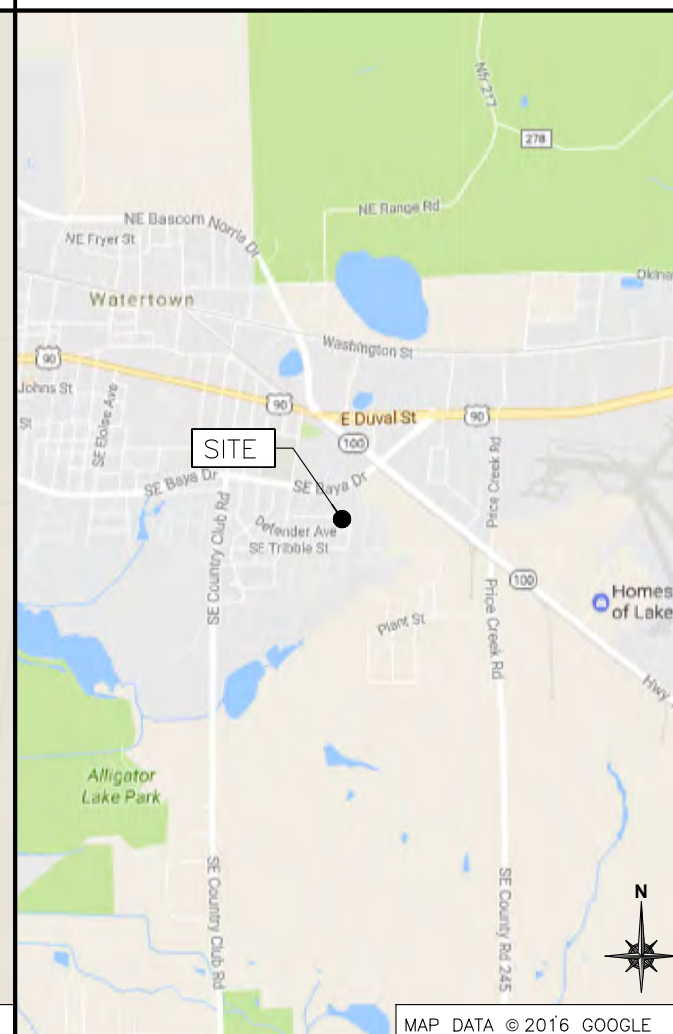 Nfr 217
278
NE Range Rd
NE Bascom Norris Dr
NE Fryer St
Okina
Watertown
Washington St
90
Johns St
90
E Duval St
90
St
SE Eloise Ave
100
SITE
Price Creek Rd
SE Baya Dr
SE Baya Dr
SE Country Club Rd
Defender Ave
SE Tribble St
100
Homes
of Lake
Price Creek Rd
Plant St
Hwy
Alligator
Lake Park
SE Country Club Rd
SE County Rd 245
N
MAP DATA © 2016 GOOGLE